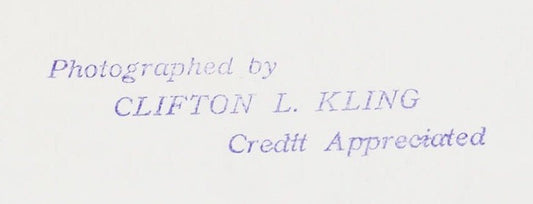 Photographed by
CLIFTON L. KLING
Credit Appreciated